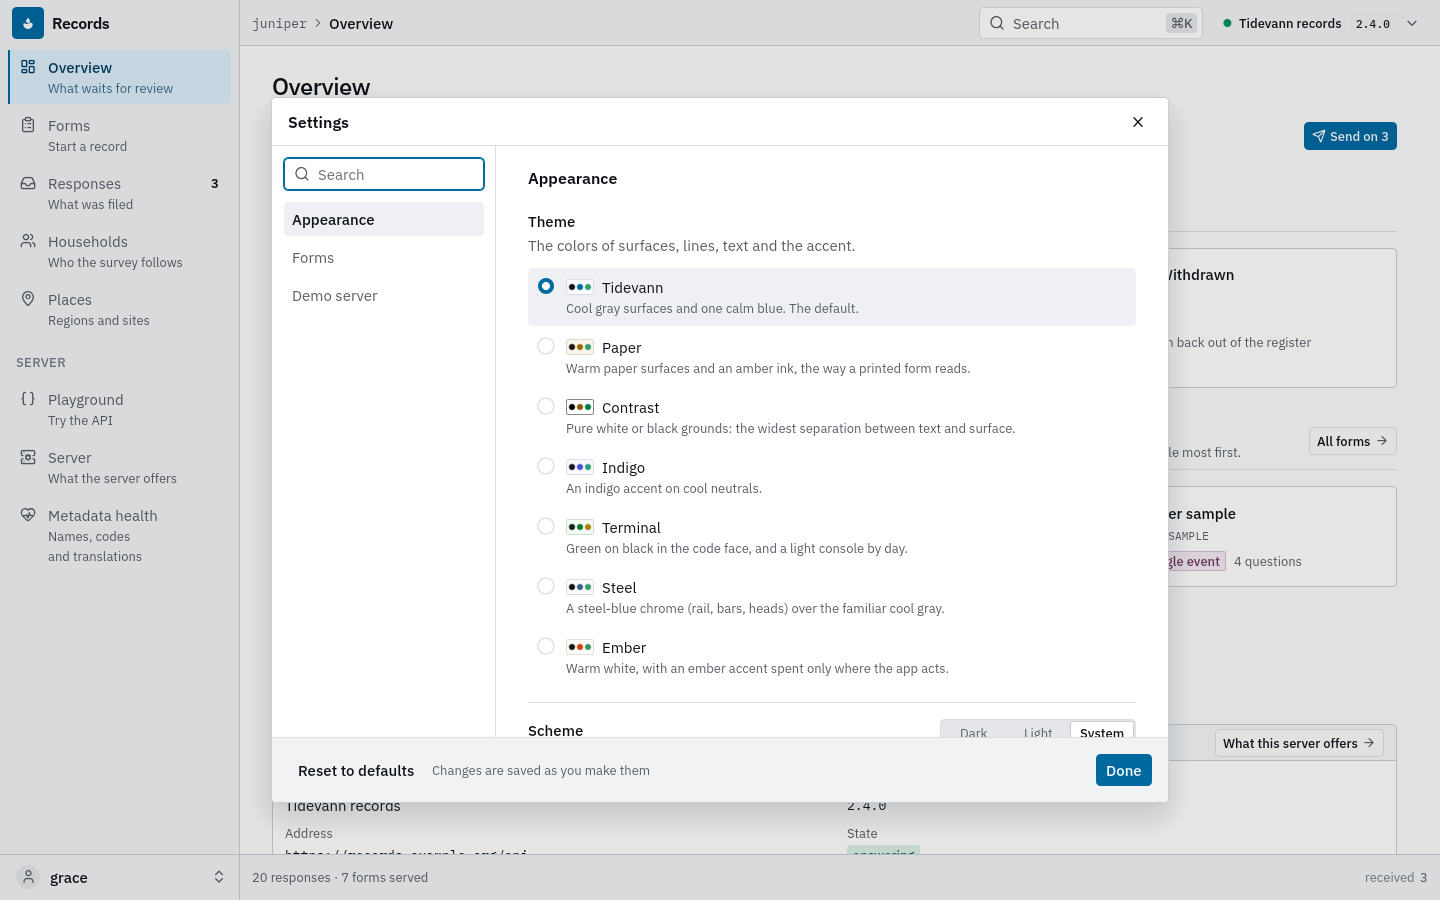 Records
juniper
Overview
Search
⌘K
Tidevann records
2.4.0
Overview
What waits for review
Forms
Start a record
Responses
3
What was filed
Households
Who the survey follows
Places
Regions and sites
SERVER
Playground
Try the API
Server
What the server offers
Metadata health
Names, codes
and translations
grace
Overview
Send on 3
Settings
Search
Appearance
Forms
Demo server
Appearance
Theme
The colors of surfaces, lines, text and the accent.
Tidevann
Cool gray surfaces and one calm blue. The default.
Paper
Warm paper surfaces and an amber ink, the way a printed form reads.
Contrast
Pure white or black grounds: the widest separation between text and surface.
Indigo
An indigo accent on cool neutrals.
Terminal
Green on black in the code face, and a light console by day.
Steel
A steel-blue chrome (rail, bars, heads) over the familiar cool gray.
Ember
Warm white, with an ember accent spent only where the app acts.
Scheme
Dark
Light
System
Reset to defaults
Changes are saved as you make them
Done
back out of the register
All forms
most first.
sample
SAMPLE
event
4 questions
What this server offers
Tidevann records
2.4.0
Address
State
20 responses · 7 forms served
received 3